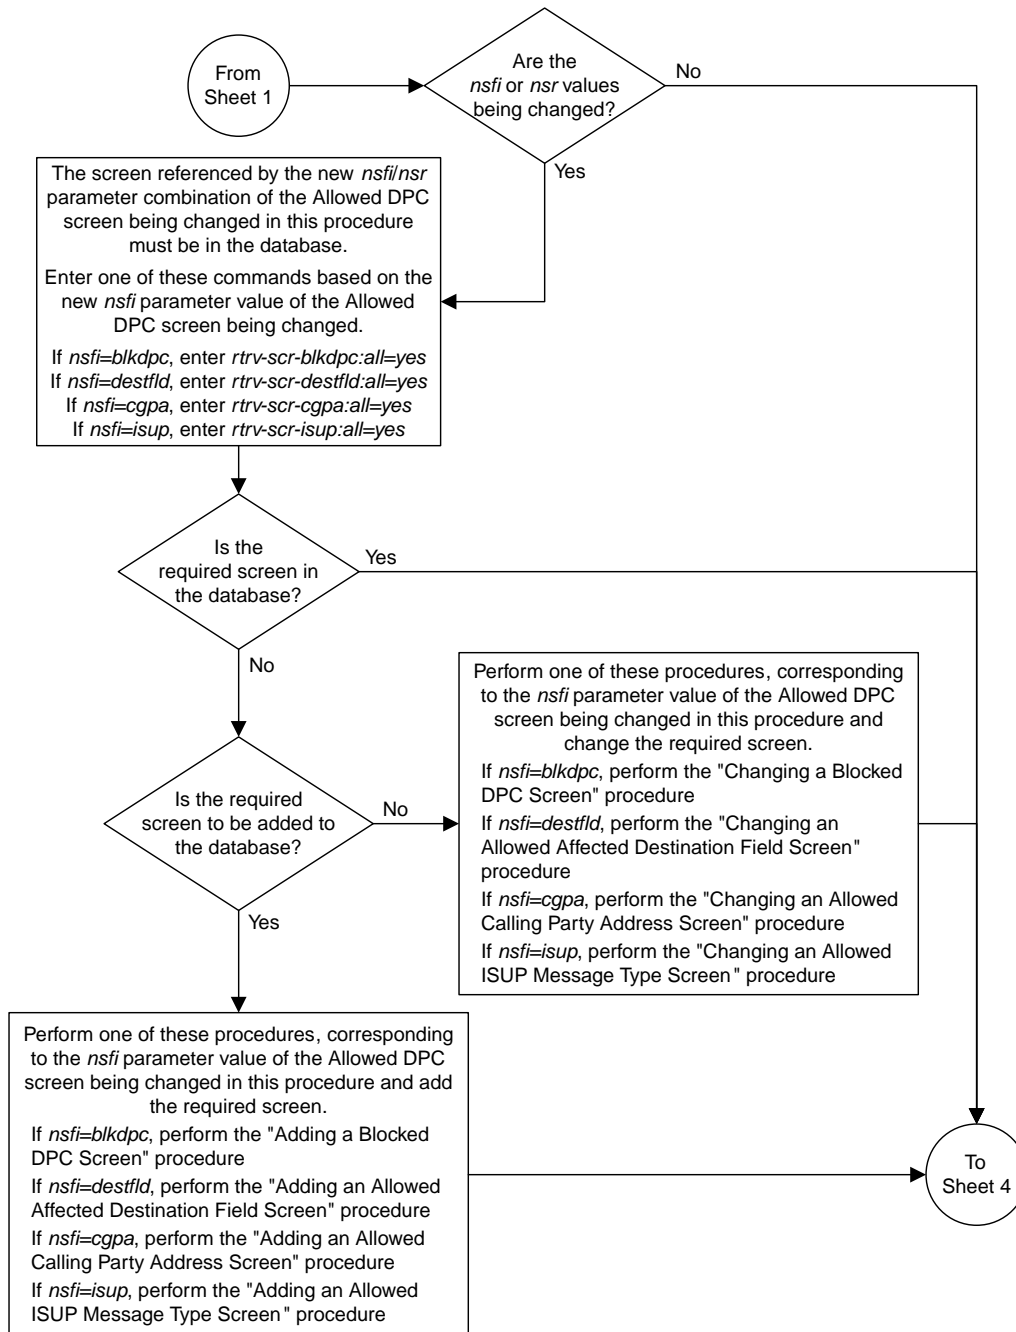 From
Sheet 1
Are the
nsfi or nsr values
being changed?
No
Yes
The screen referenced by the new nsfi/nsr
parameter combination of the Allowed DPC
screen being changed in this procedure
must be in the database.
Enter one of these commands based on the
new nsfi parameter value of the Allowed
DPC screen being changed.
If nsfi=blkdpc, enter rtrv-scr-blkdpc:all=yes
If nsfi=destfld, enter rtrv-scr-destfld:all=yes
If nsfi=cgpa, enter rtrv-scr-cgpa:all=yes
If nsfi=isup, enter rtrv-scr-isup:all=yes
Is the
required screen in
the database?
Yes
No
Is the required
screen to be added to
the database?
No
Yes
Perform one of these procedures, corresponding
to the nsfi parameter value of the Allowed DPC
screen being changed in this procedure and
change the required screen.
If nsfi=blkdpc, perform the "Changing a Blocked
DPC Screen" procedure
If nsfi=destfld, perform the "Changing an
Allowed Affected Destination Field Screen"
procedure
If nsfi=cgpa, perform the "Changing an Allowed
Calling Party Address Screen" procedure
If nsfi=isup, perform the "Changing an Allowed
ISUP Message Type Screen" procedure
Perform one of these procedures, corresponding
to the nsfi parameter value of the Allowed DPC
screen being changed in this procedure and add
the required screen.
If nsfi=blkdpc, perform the "Adding a Blocked
DPC Screen" procedure
If nsfi=destfld, perform the "Adding an Allowed
Affected Destination Field Screen" procedure
If nsfi=cgpa, perform the "Adding an Allowed
Calling Party Address Screen" procedure
If nsfi=isup, perform the "Adding an Allowed
ISUP Message Type Screen" procedure
To
Sheet 4